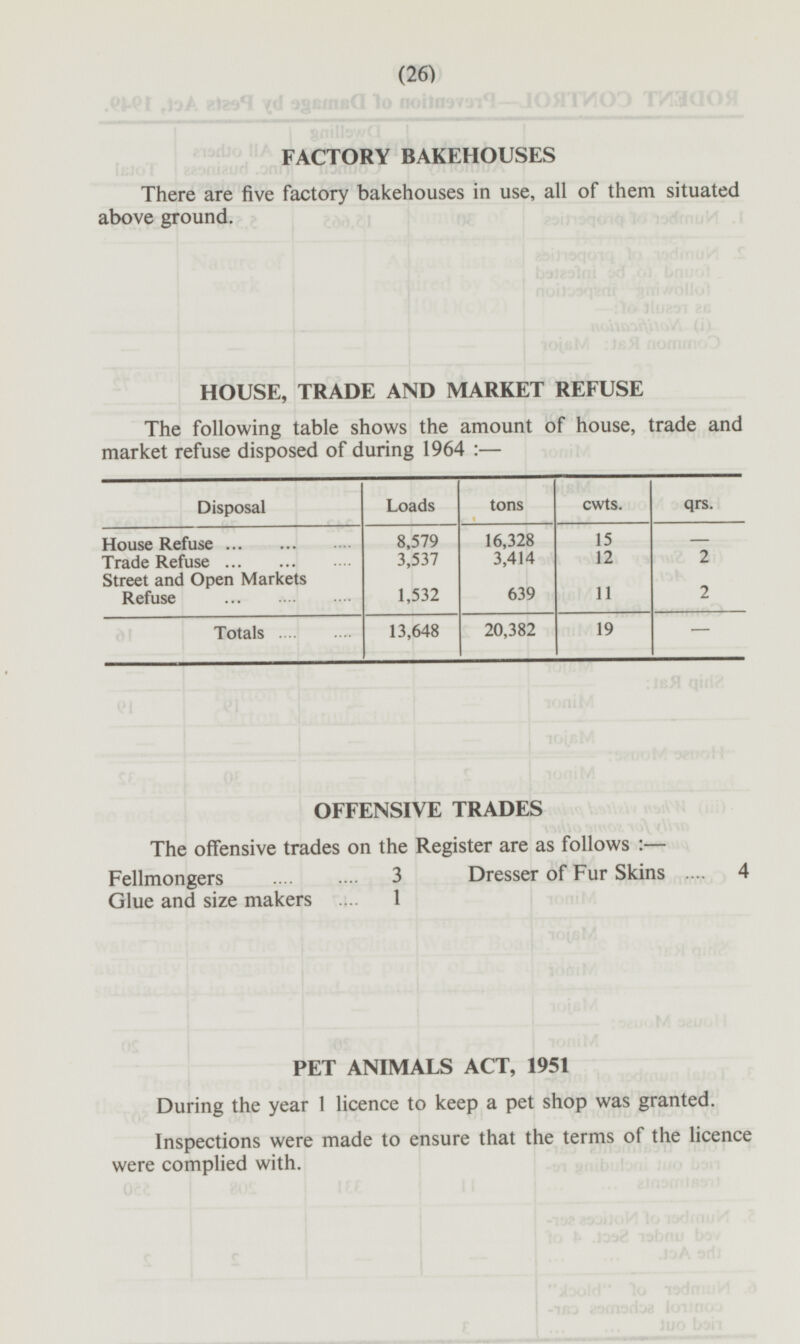 (26)
FACTORY BAKEHOUSES
There are five factory bakehouses in use, all of them situated
above ground.
HOUSE, TRADE AND MARKET REFUSE
The following table shows the amount of house, trade and
market refuse disposed of during 1964 :—
Disposal Loads tons cwts. qrs.
House Refuse ... ... .... 8,579 16,328 15 —
Trade Refuse ... ... .... 3,537 3,414 12 2
Street and Open Markets
Refuse ... .... .... 1,532 639 11 2
Totals .... .... 13,648 20,382 19 —
OFFENSIVE TRADES
The offensive trades on the Register are as follows :—
Fellmongers .... .... 3 Dresser of Fur Skins .... 4
Glue and size makers .... 1
PET ANIMALS ACT, 1951
During the year 1 licence to keep a pet shop was granted.
Inspections were made to ensure that the terms of the licence
were complied with.